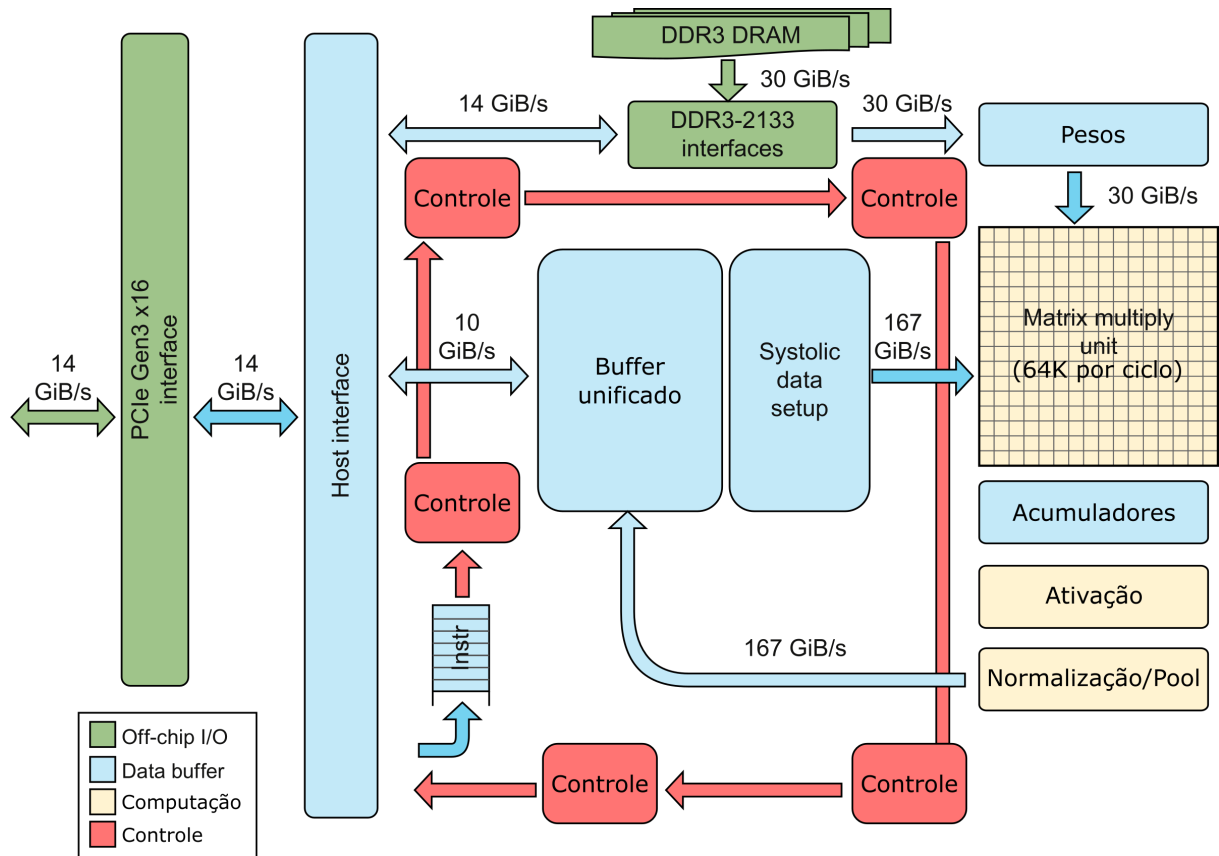 DDR3 DRAM
30 GiB/s
14 GiB/s
DDR3-2133
interfaces
30 GiB/s
Pesos
30 GiB/s
Controle
Controle
PCIe Gen3 x16
interface
Host interface
14
GiB/s
14
GiB/s
10
GiB/s
Buffer
unificado
Systolic
data
setup
167
GiB/s
Matrix multiply
unit
(64K por ciclo)
Controle
Acumuladores
Instr
Ativação
167 GiB/s
Normalização/Pool
Controle
Controle
Off-chip I/O
Data buffer
Computação
Controle